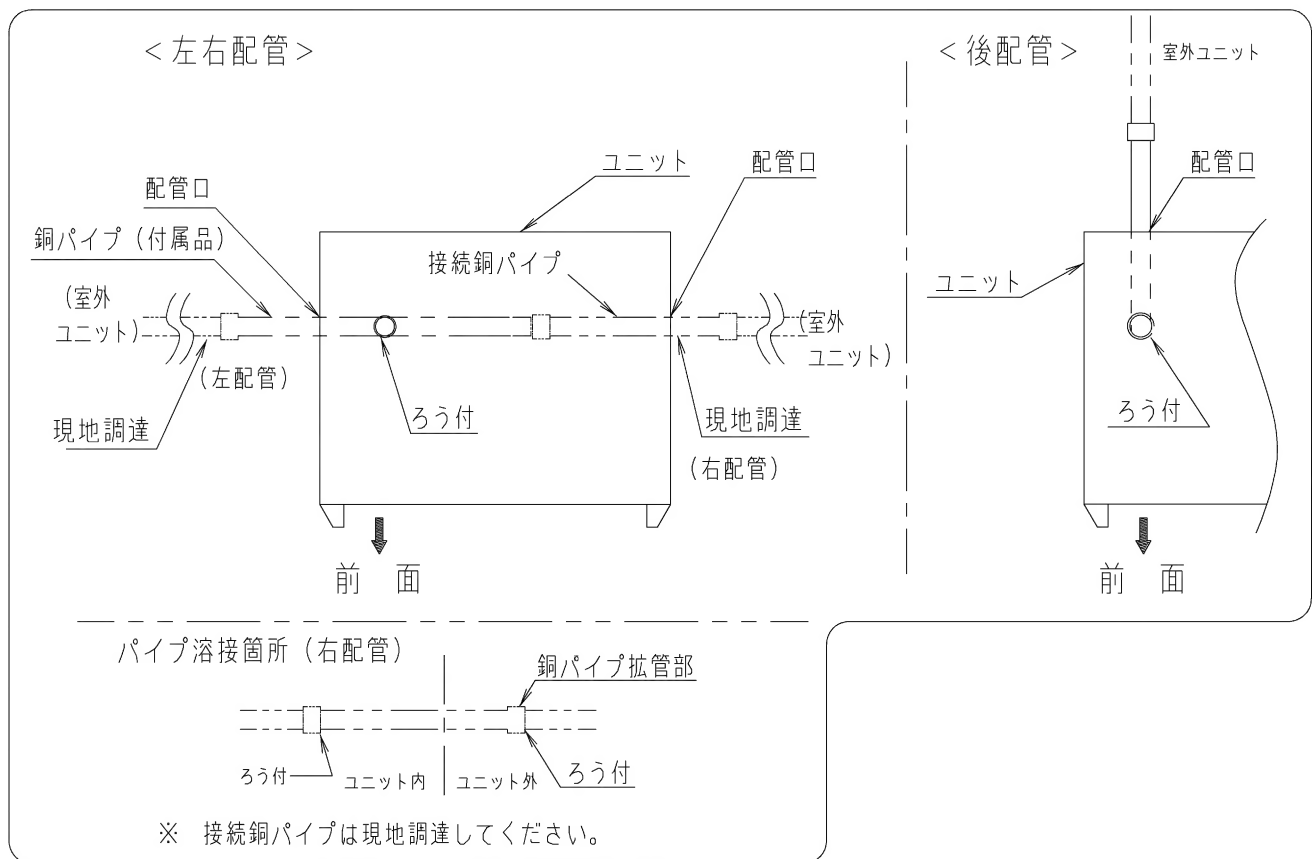 ＜左右配管＞
ユニット
配管口
配管口
銅パイプ（付属品）
接続銅パイプ
（室外
ユニット）
（室外
ユニット）
（左配管）
ろう付
現地調達
現地調達
（右配管）
前　面
＜後配管＞
室外ユニット
配管口
ユニット
ろう付
前　面
パイプ溶接箇所（右配管）
銅パイプ拡管部
ろう付
ユニット内
ユニット外
ろう付
※　接続銅パイプは現地調達してください。